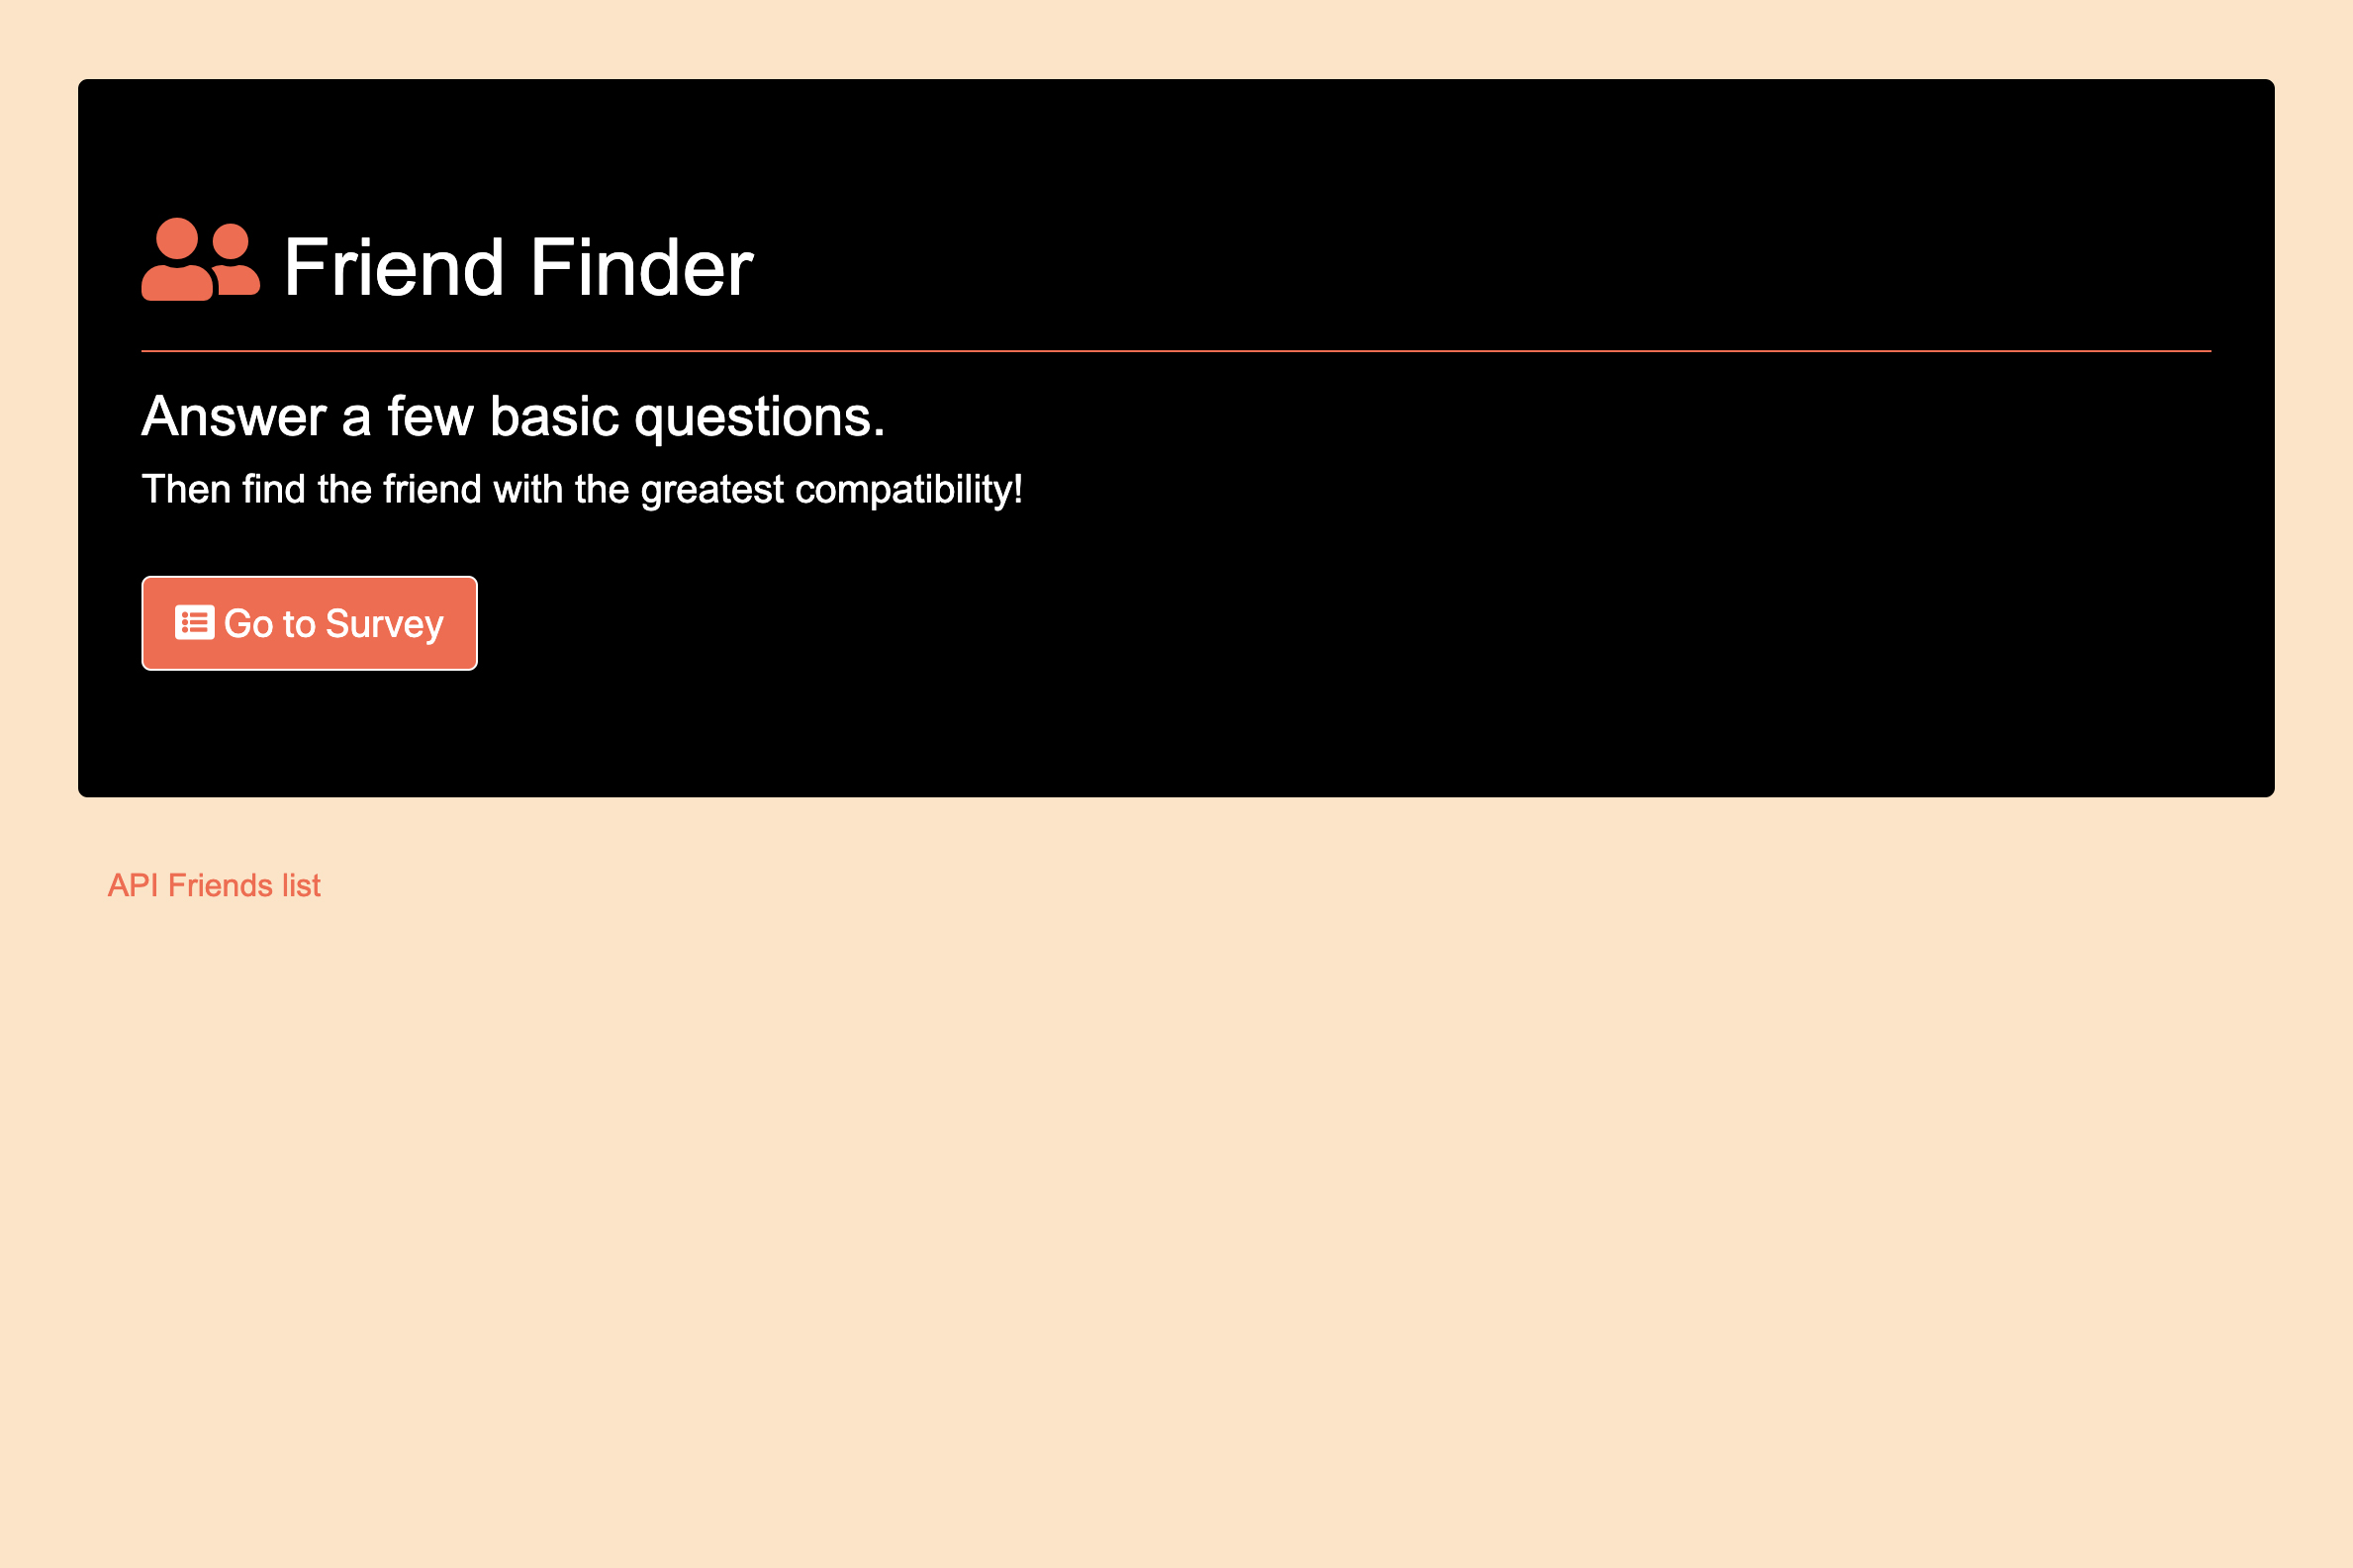 Friend Finder
Answer a few basic questions.
Then find the friend with the greatest compatibility!
Go to Survey
API Friends list